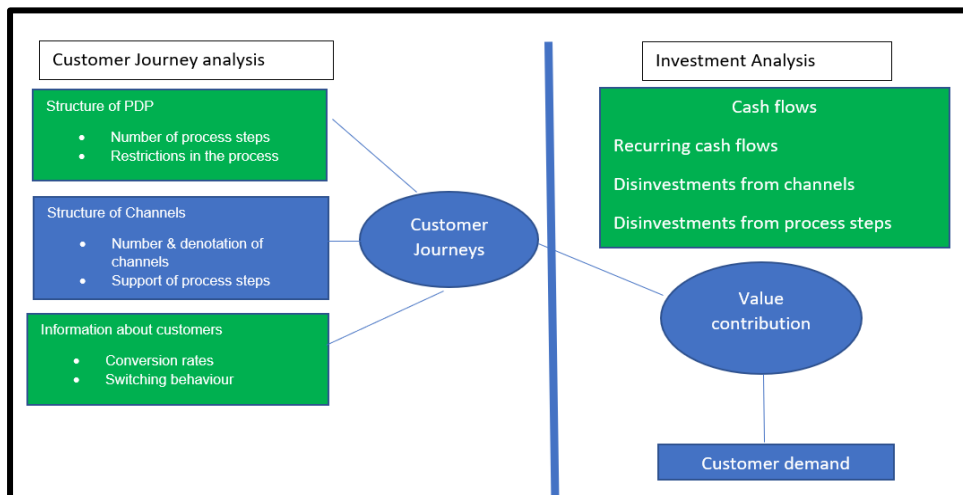 Customer Journey analysis
Structure of PDP
• Number of process steps
• Restrictions in the process
Structure of Channels
• Number & denotation of
channels
• Support of process steps
Information about customers
• Conversion rates
• Switching behaviour
Customer
Journeys
Investment Analysis
Cash flows
Recurring cash flows
Disinvestments from channels
Disinvestments from process steps
Value
contribution
Customer demand